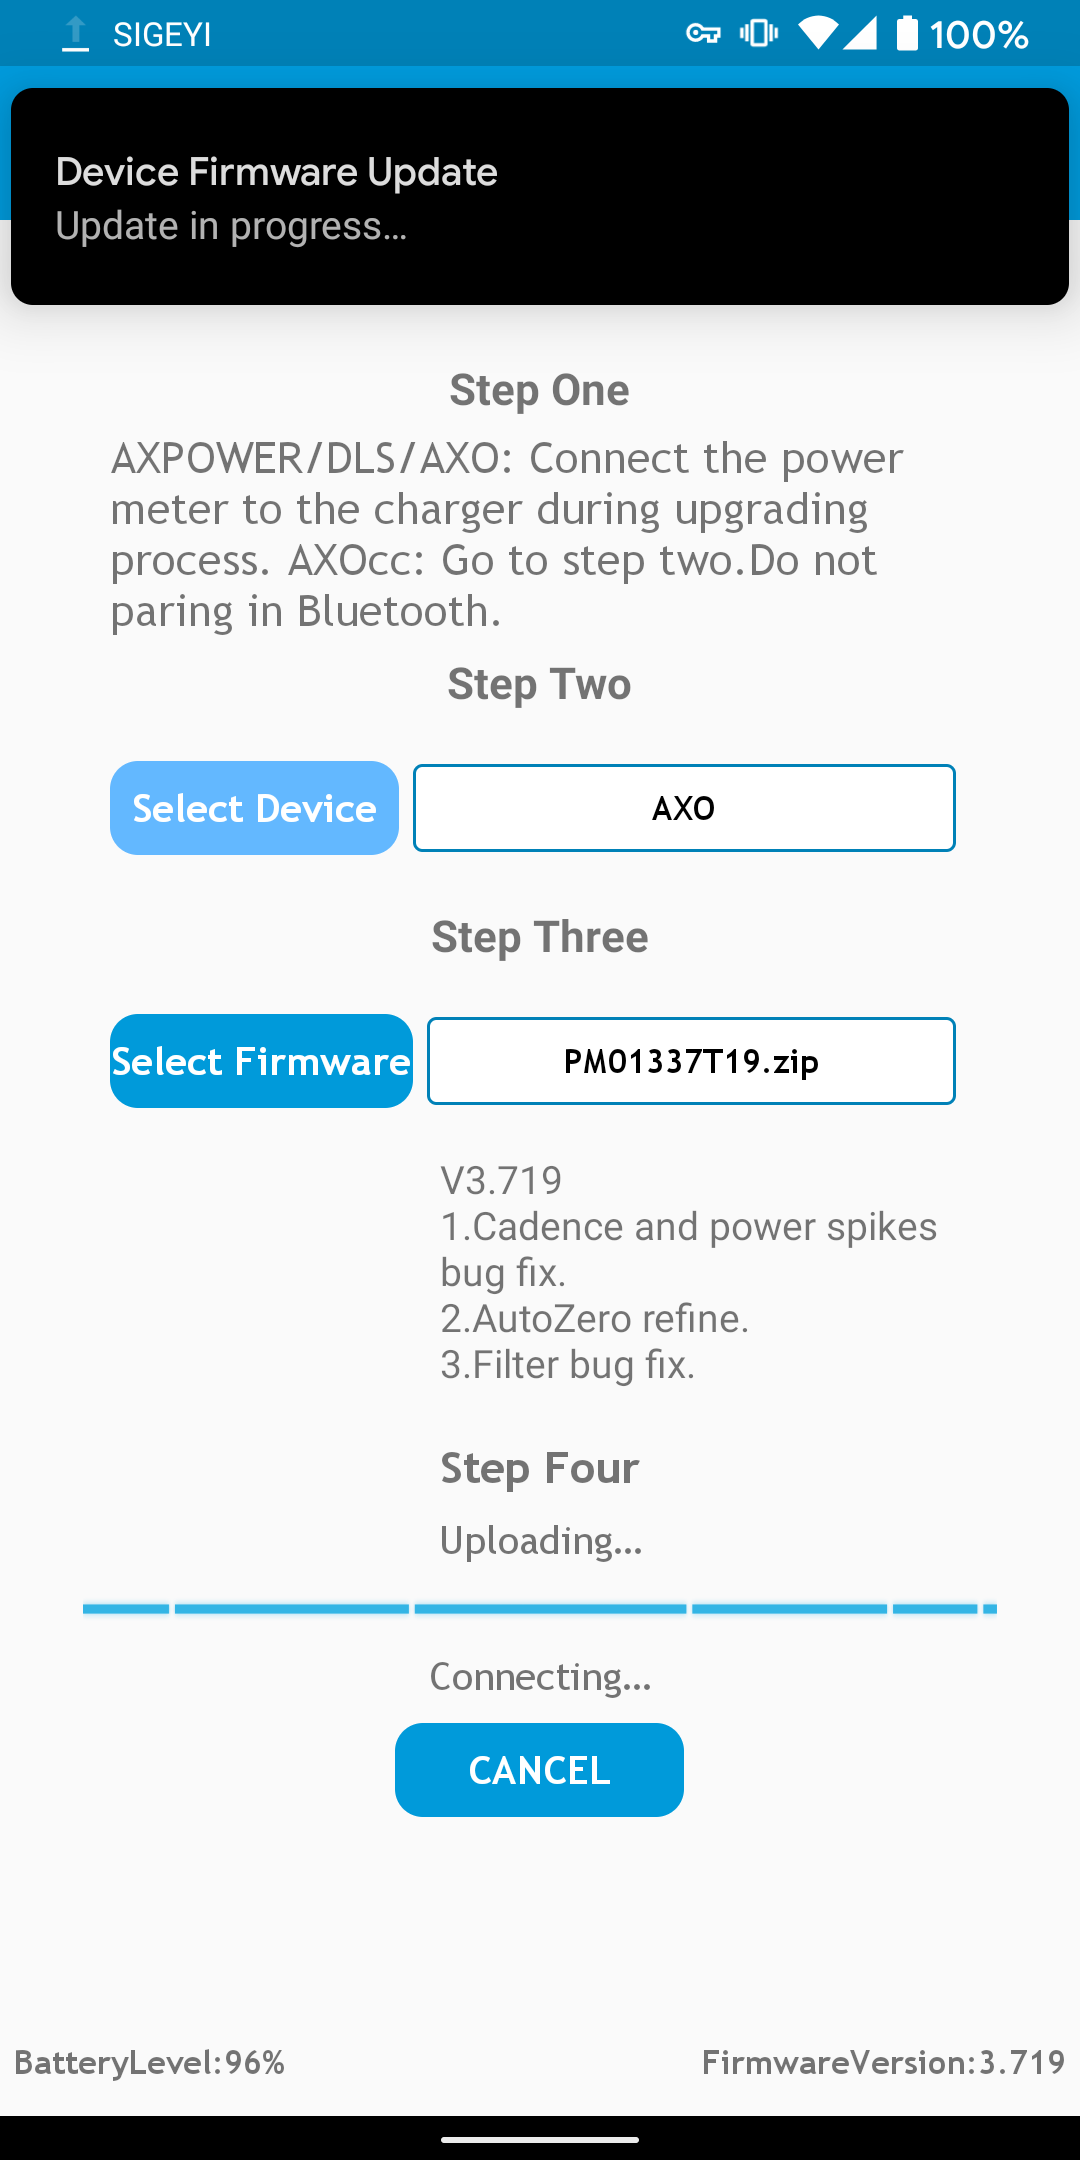 SIGEYI 100%
Device Firmware Update
Update in progress...
Step One
AXPOWER/DLS/AXO: Connect the power
meter to the charger during upgrading
process. AXOcc: Go to step two.Do not
paring in Bluetooth.
Step Two
Select Device AXO
Step Three
Select Firmware PM01337T19.zip
V3.719
1.Cadence and power spikes
bug fix.
2.AutoZero refine.
3.Filter bug fix.
Step Four
Uploading...
Connecting...
CANCEL
BatteryLevel:96% FirmwareVersion:3.719